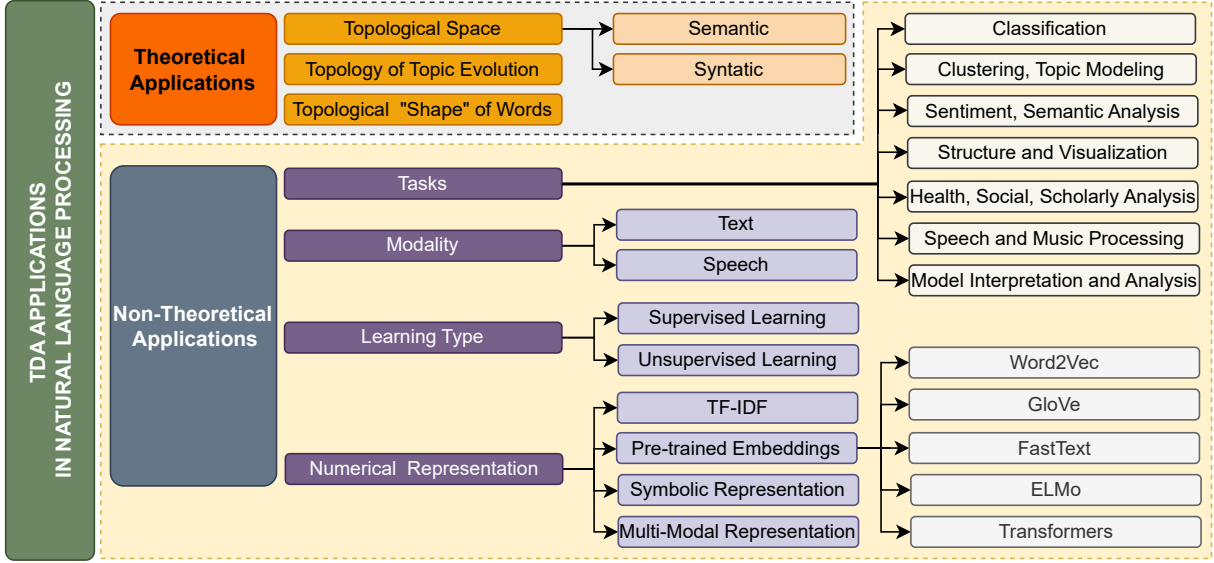 TDA APPLICATIONS
IN NATURAL LANGUAGE PROCESSING
Theoretical
Applications
Topological Space
Semantic
Syntatic
Topology of Topic Evolution
Topological "Shape" of Words
Non-Theoretical
Applications
Tasks
Classification
Clustering, Topic Modeling
Sentiment, Semantic Analysis
Structure and Visualization
Health, Social, Scholarly Analysis
Speech and Music Processing
Model Interpretation and Analysis
Modality
Text
Speech
Learning Type
Supervised Learning
Unsupervised Learning
Numerical Representation
TF-IDF
Pre-trained Embeddings
Word2Vec
GloVe
FastText
ELMo
Transformers
Symbolic Representation
Multi-Modal Representation